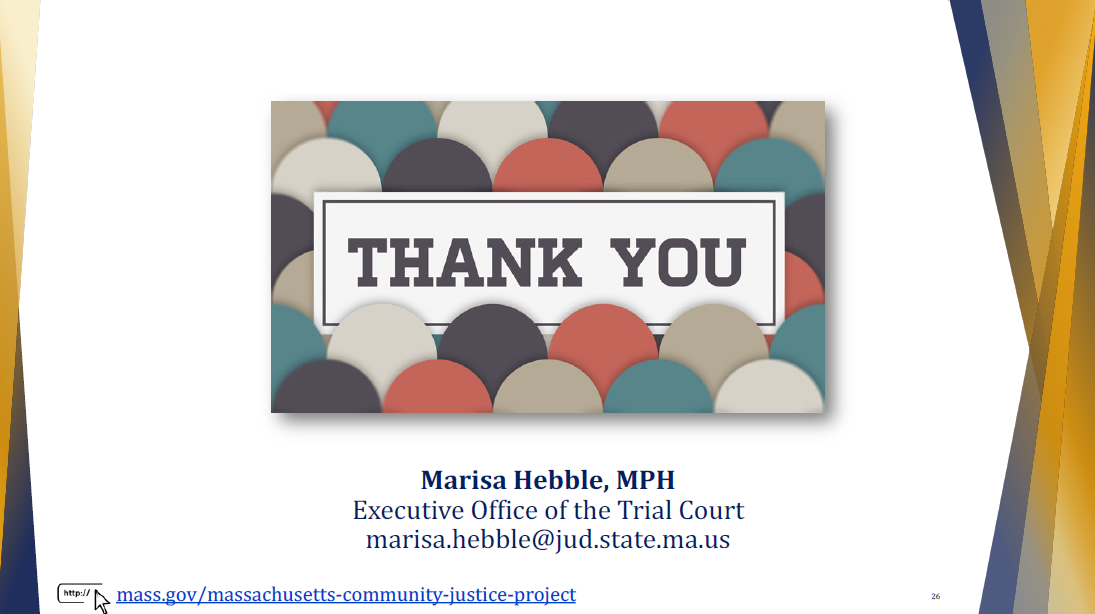 THANK YOU
Marisa Hebble, MPH
Executive Office of the Trial Court
marisa.hebble@jud.state.ma.us
http://
mass.gov/massachusetts-community-justice-project
26